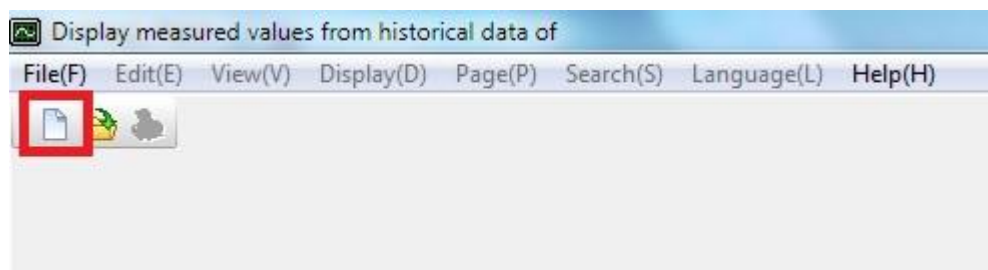 Display measured values from historical data of
File(F) Edit(E) View(V) Display(D) Page(P) Search(S) Language(L) Help(H)